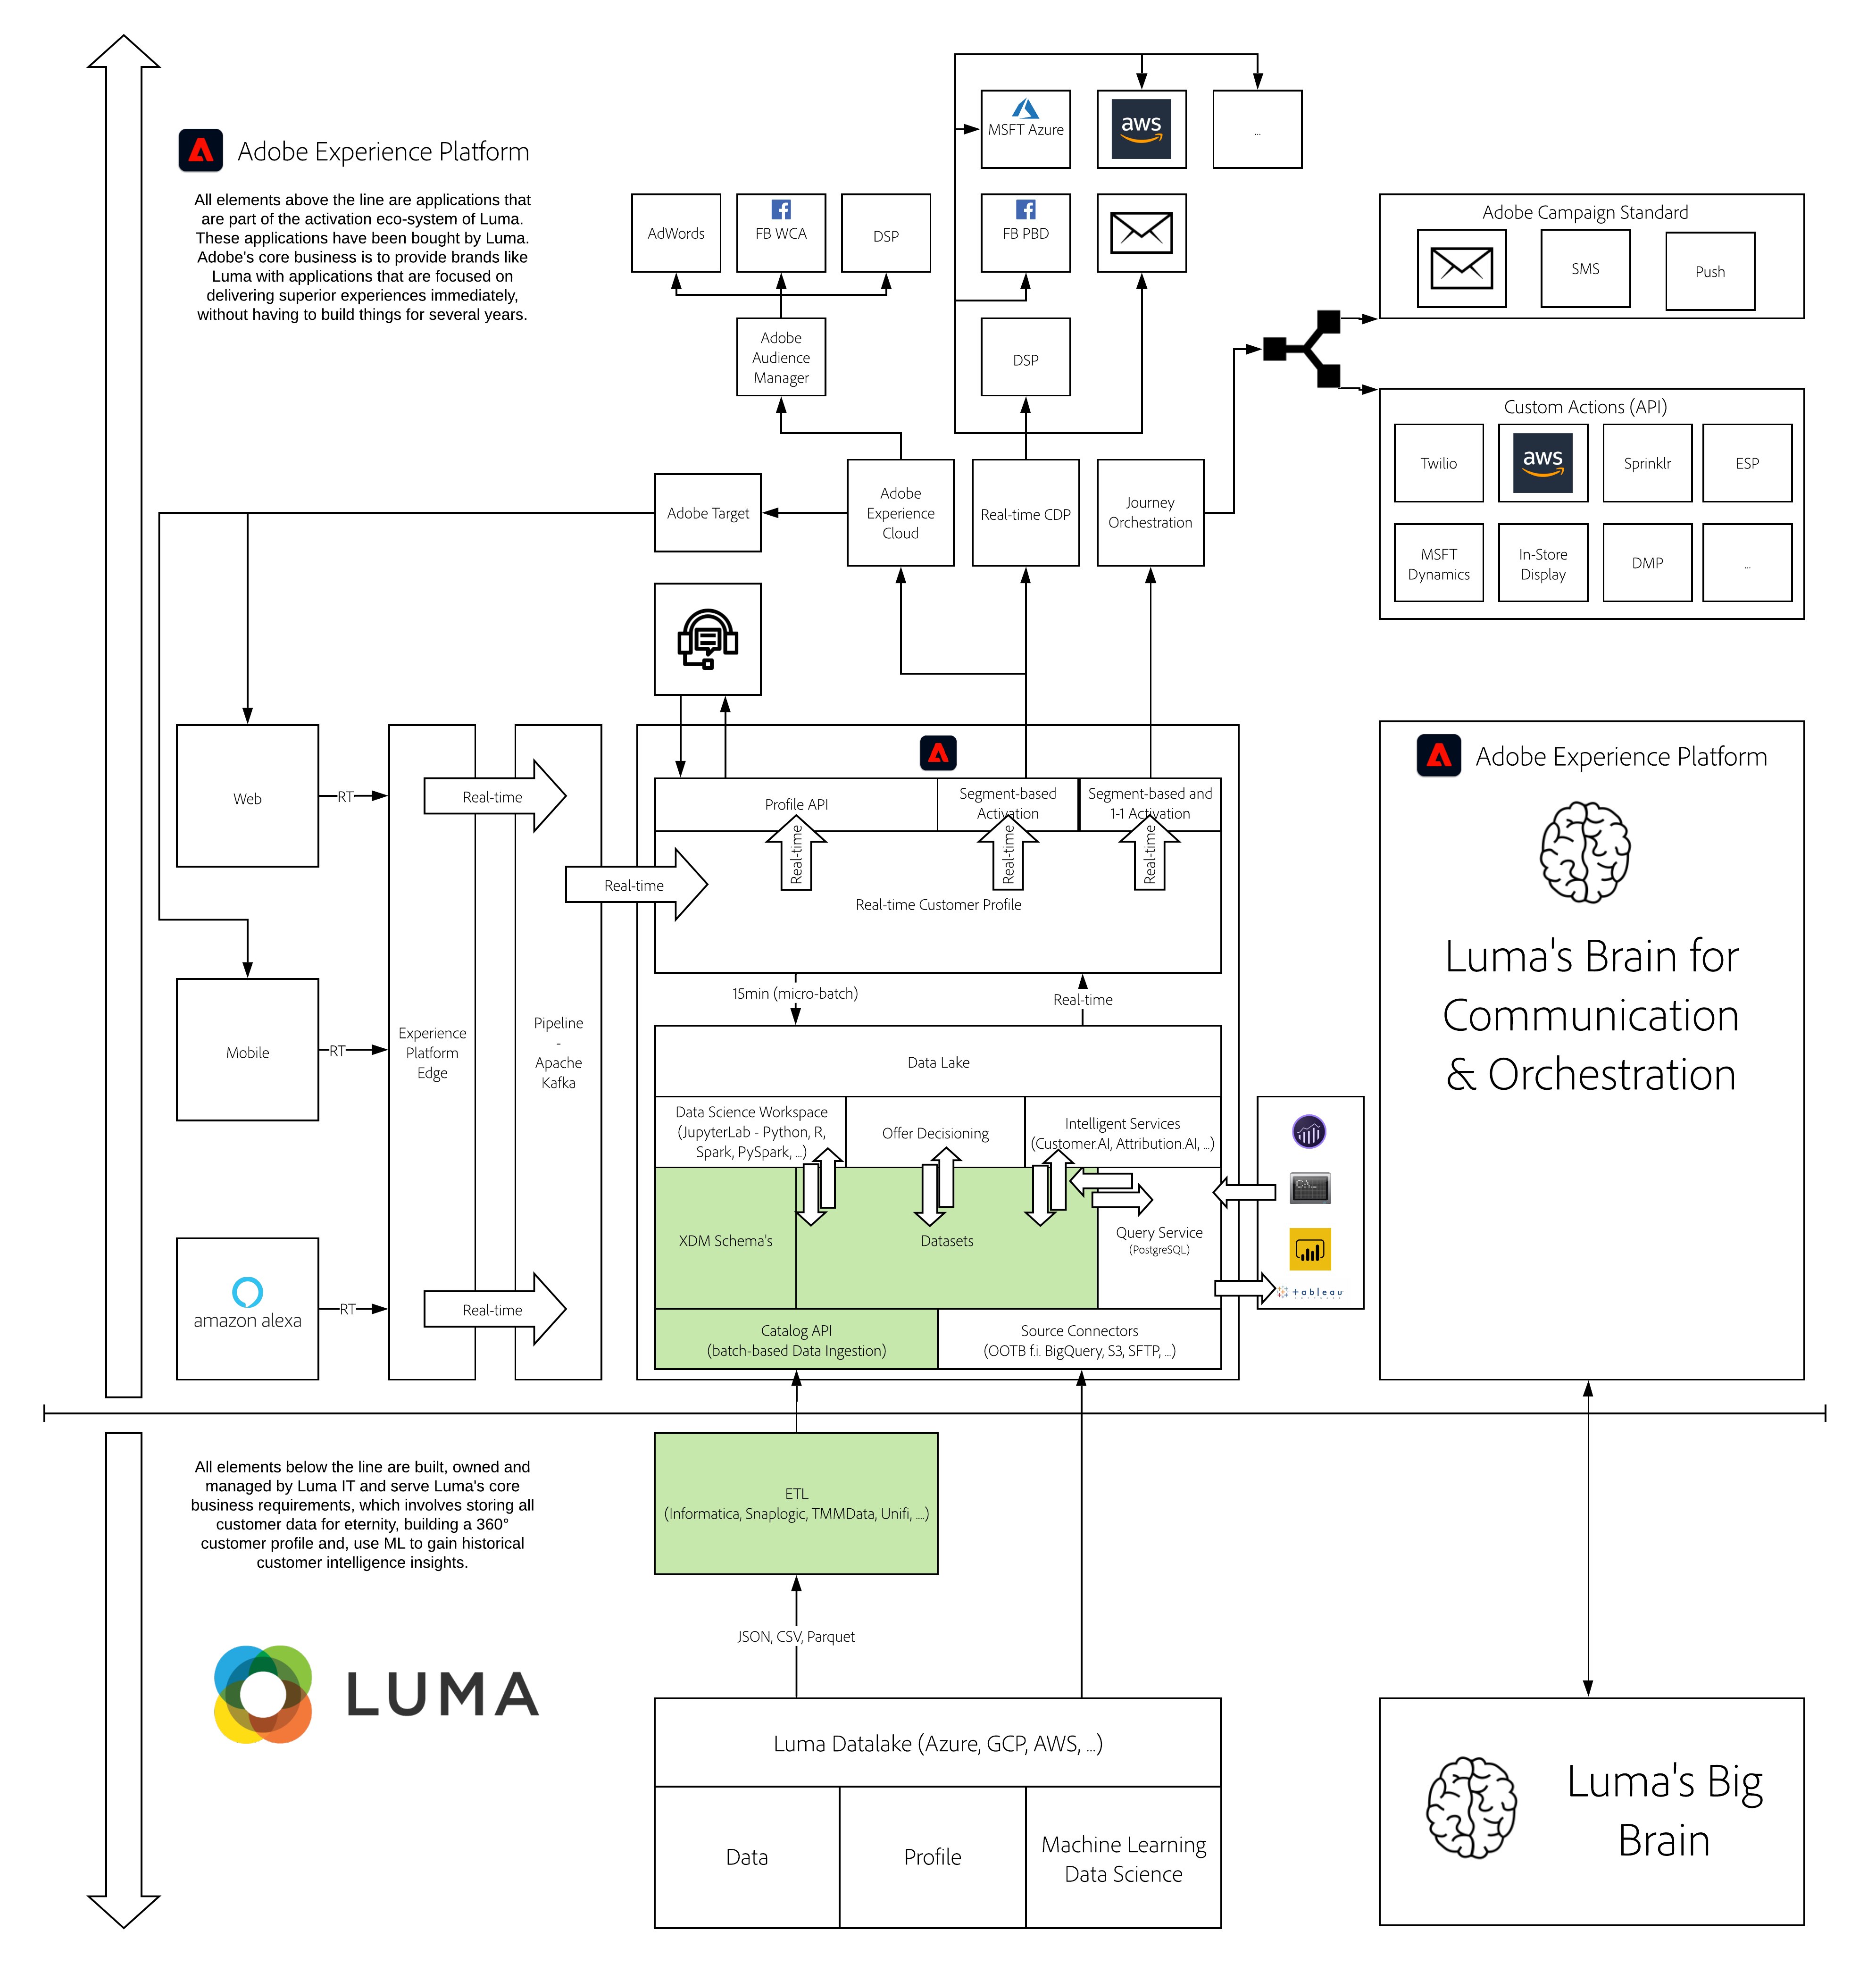 MSFT Azure
aws
...
Adobe Experience Platform
All elements above the line are applications that
are part of the activation eco-system of Luma.
These applications have been bought by Luma.
Adobe's core business is to provide brands like
Luma with applications that are focused on
delivering superior experiences immediately,
without having to build things for several years.
AdWords
FB WCA
DSP
FB PBD
Adobe Campaign Standard
SMS
Push
Adobe
Audience
Manager
DSP
Custom Actions (API)
Twilio
aws
Sprinklr
ESP
MSFT
Dynamics
In-Store
Display
DMP
...
Adobe Target
Adobe
Experience
Cloud
Real-time CDP
Journey
Orchestration
Web
RT
Real-time
Mobile
RT
Experience
Platform
Edge
Pipeline
-
Apache
Kafka
amazon alexa
RT
Real-time
Real-time
Profile API
Segment-based
Activation
Segment-based and
1-1 Activation
Real-time
Real-time
Real-time
Real-time Customer Profile
15min (micro-batch)
Real-time
Data Lake
Data Science Workspace
(JupyterLab - Python, R,
Spark, PySpark, ...)
Offer Decisioning
Intelligent Services
(Customer.AI, Attribution.AI, ...)
XDM Schema's
Datasets
Query Service
(PostgreSQL)
Catalog API
(batch-based Data Ingestion)
Source Connectors
(OOTB f.i. BigQuery, S3, SFTP, ...)
C:\_
+ableau
Adobe Experience Platform
Luma's Brain for
Communication
& Orchestration
All elements below the line are built, owned and
managed by Luma IT and serve Luma's core
business requirements, which involves storing all
customer data for eternity, building a 360°
customer profile and, use ML to gain historical
customer intelligence insights.
LUMA
ETL
(Informatica, Snaplogic, TMMData, Unifi, ....)
JSON, CSV, Parquet
Luma Datalake (Azure, GCP, AWS, ...)
Data
Profile
Machine Learning
Data Science
Luma's Big
Brain